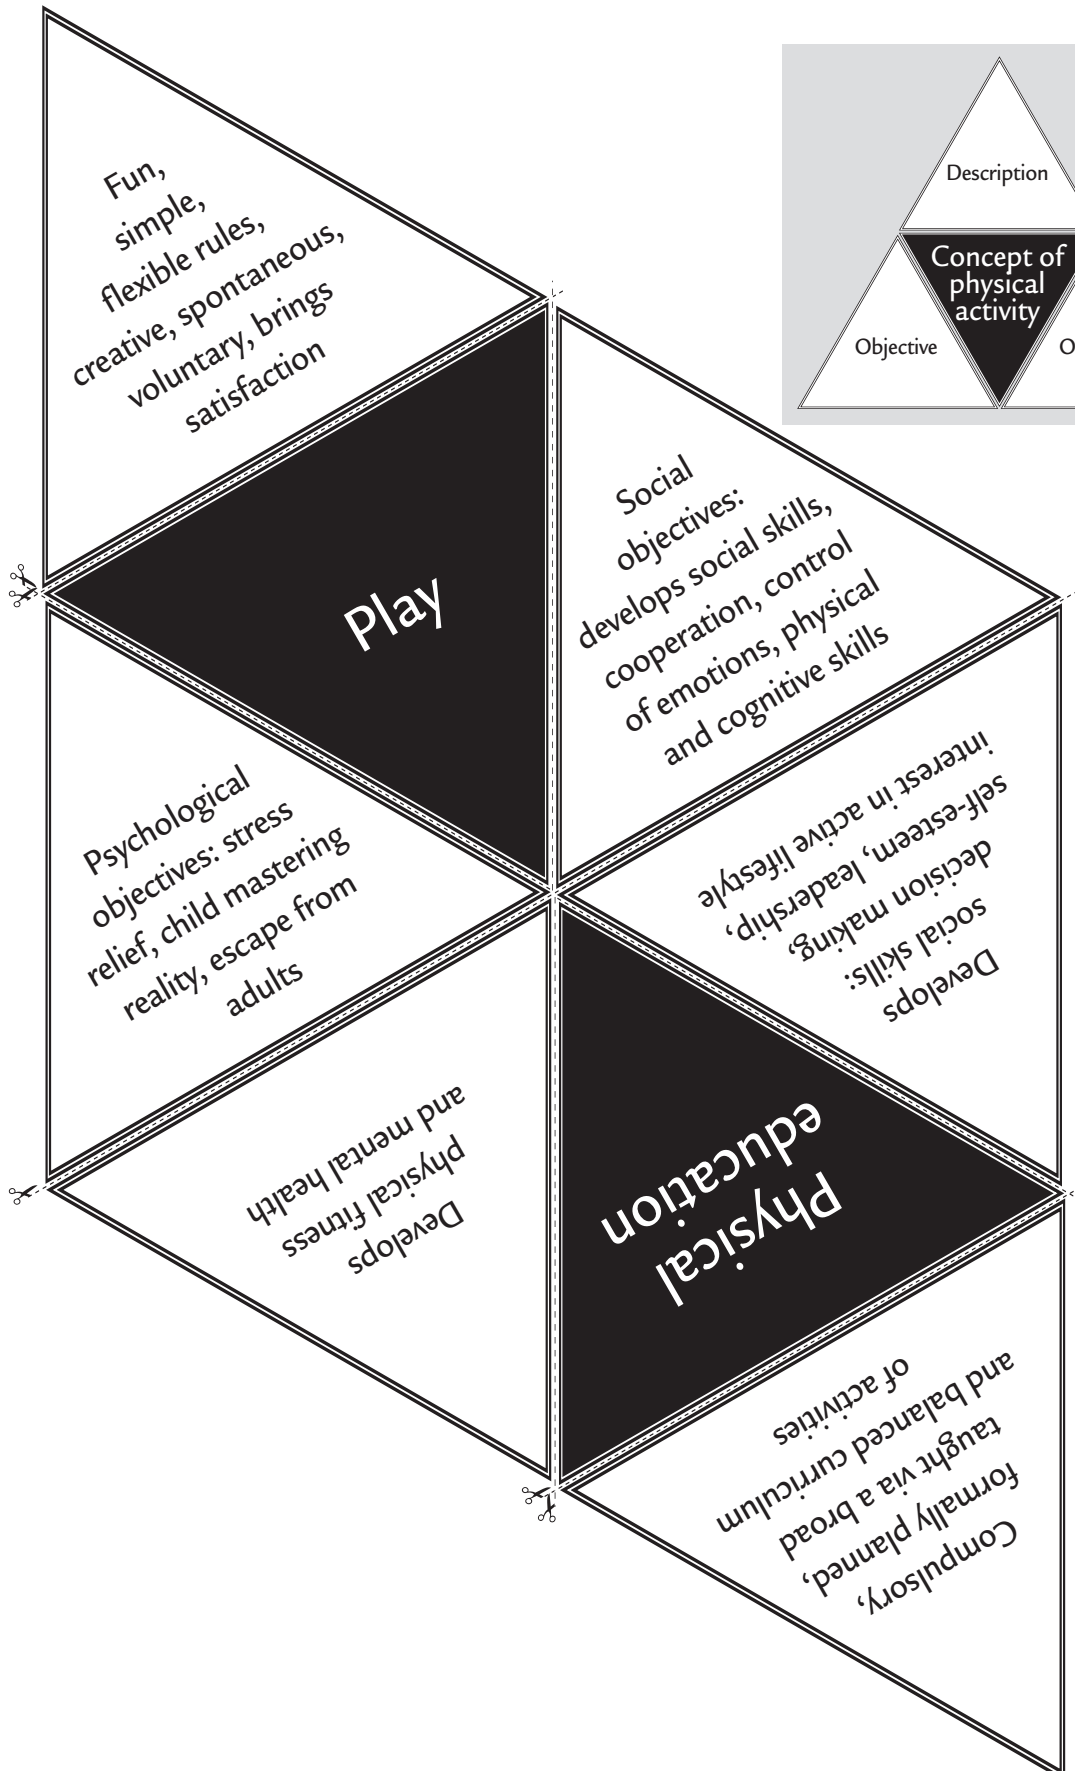 Fun,
simple,
flexible rules,
creative, spontaneous,
voluntary, brings
satisfaction
Description
Concept of
physical
activity
Objective
O
Play
Social
objectives:
develops social skills,
cooperation, control
of emotions, physical
and cognitive skills
Psychological
objectives: stress
relief, child mastering
reality, escape from
adults
Develops
social skills:
decision making,
self-esteem, leadership,
interest in active lifestyle
Develops
physical fitness
and mental health
Physical
education
Compulsory,
formally planned,
taught via a broad
and balanced curriculum
of activities